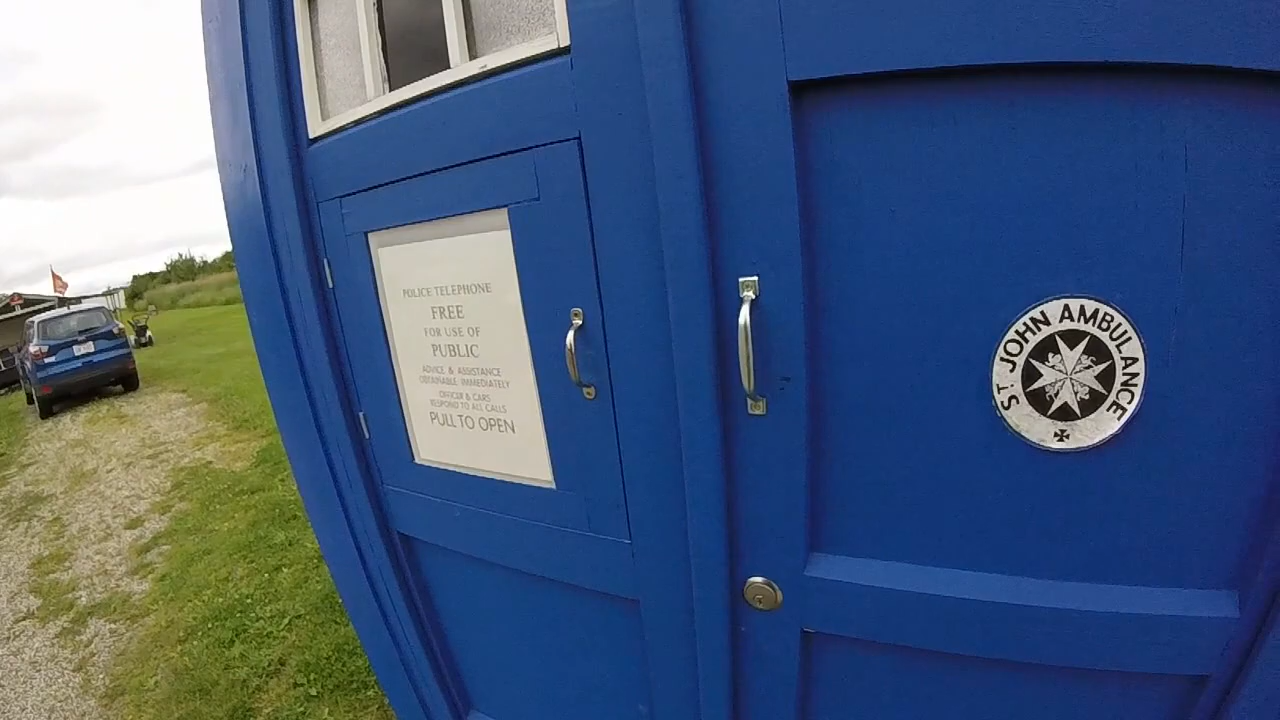 POLICE TELEPHONE
FREE
FOR USE OF
PUBLIC
ADVICE & ASSISTANCE
OBTAINABLE IMMEDIATELY
OFFICER & CARS
RESPOND TO ALL CALLS
PULL TO OPEN
ST JOHN AMBULANCE